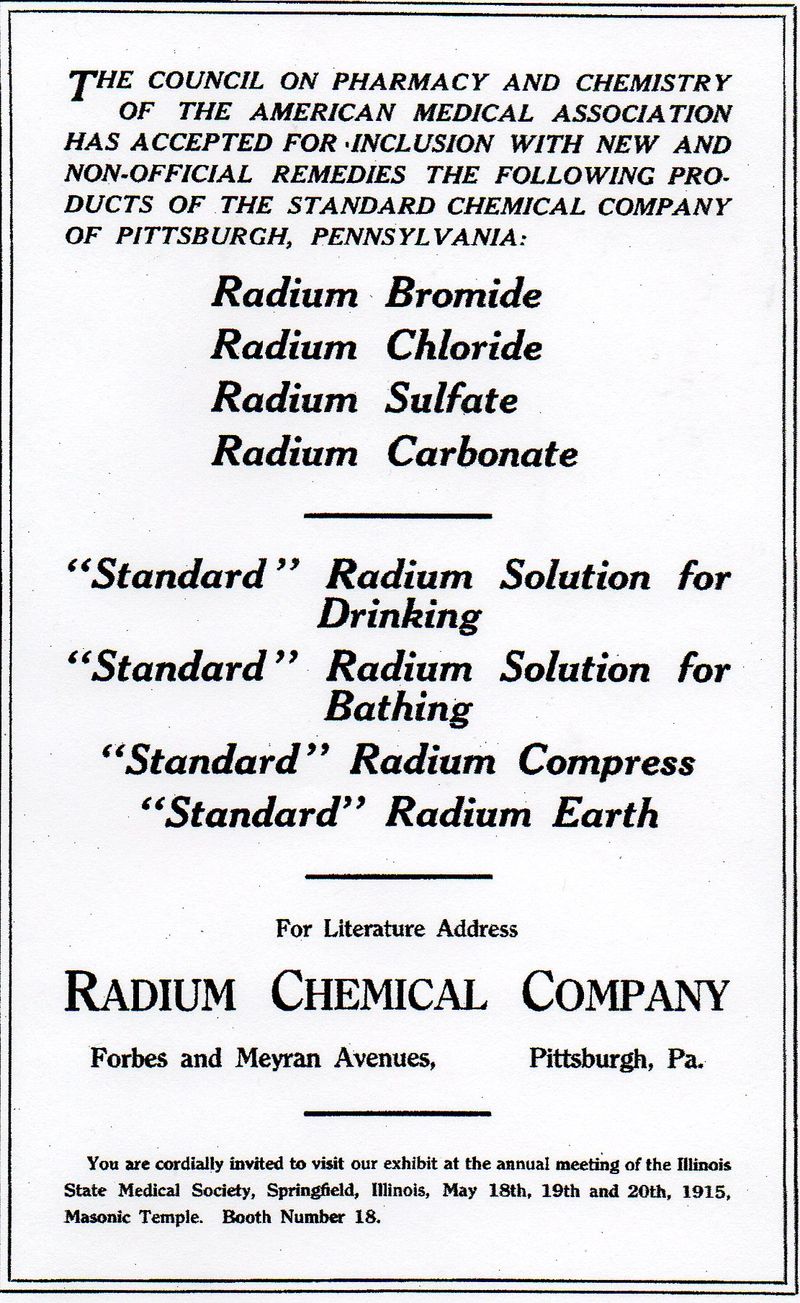 THE COUNCIL ON PHARMACY AND CHEMISTRY
OF THE AMERICAN MEDICAL ASSOCIATION
HAS ACCEPTED FOR INCLUSION WITH NEW AND
NON-OFFICIAL REMEDIES THE FOLLOWING PRO-
DUCTS OF THE STANDARD CHEMICAL COMPANY
OF PITTSBURGH, PENNSYLVANIA:
Radium Bromide
Radium Chloride
Radium Sulfate
Radium Carbonate
“Standard” Radium Solution for
Drinking
“Standard” Radium Solution for
Bathing
“Standard” Radium Compress
“Standard” Radium Earth
For Literature Address
RADIUM CHEMICAL COMPANY
Forbes and Meyran Avenues, Pittsburgh, Pa.
You are cordially invited to visit our exhibit at the annual meeting of the Illinois
State Medical Society, Springfield, Illinois, May 18th, 19th and 20th, 1915,
Masonic Temple. Booth Number 18.